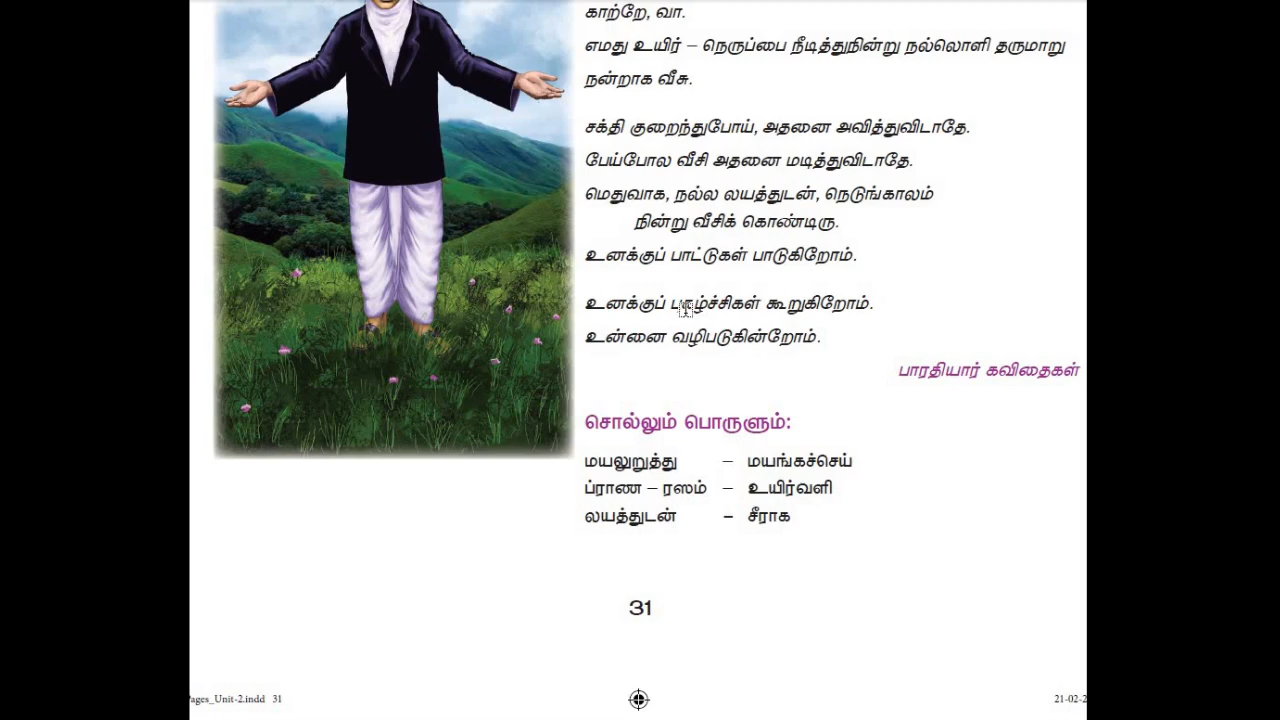 காற்றே, வா.
எமது உயிர் – நெருப்பை நீடித்துநின்று நல்லொளி தருமாறு
நன்றாக வீசு.
சக்தி குறைந்துபோய், அதனை அவித்துவிடாதே.
பேய்போல வீசி அதனை மடித்துவிடாதே.
மெதுவாக, நல்ல லயத்துடன், நெடுங்காலம்
நின்று வீசிக் கொண்டிரு.
உனக்குப் பாட்டுகள் பாடுகிறோம்.
உனக்குப் புகழ்ச்சிகள் கூறுகிறோம்.
உன்னை வழிபடுகின்றோம்.
பாரதியார் கவிதைகள்
சொல்லும் பொருளும்:
மயலுறுத்து – மயங்கச்செய்
ப்ராண – ரஸம் – உயிர்வளி
லயத்துடன் – சீராக
31
Pages_Unit-2.indd 31
21-02-2